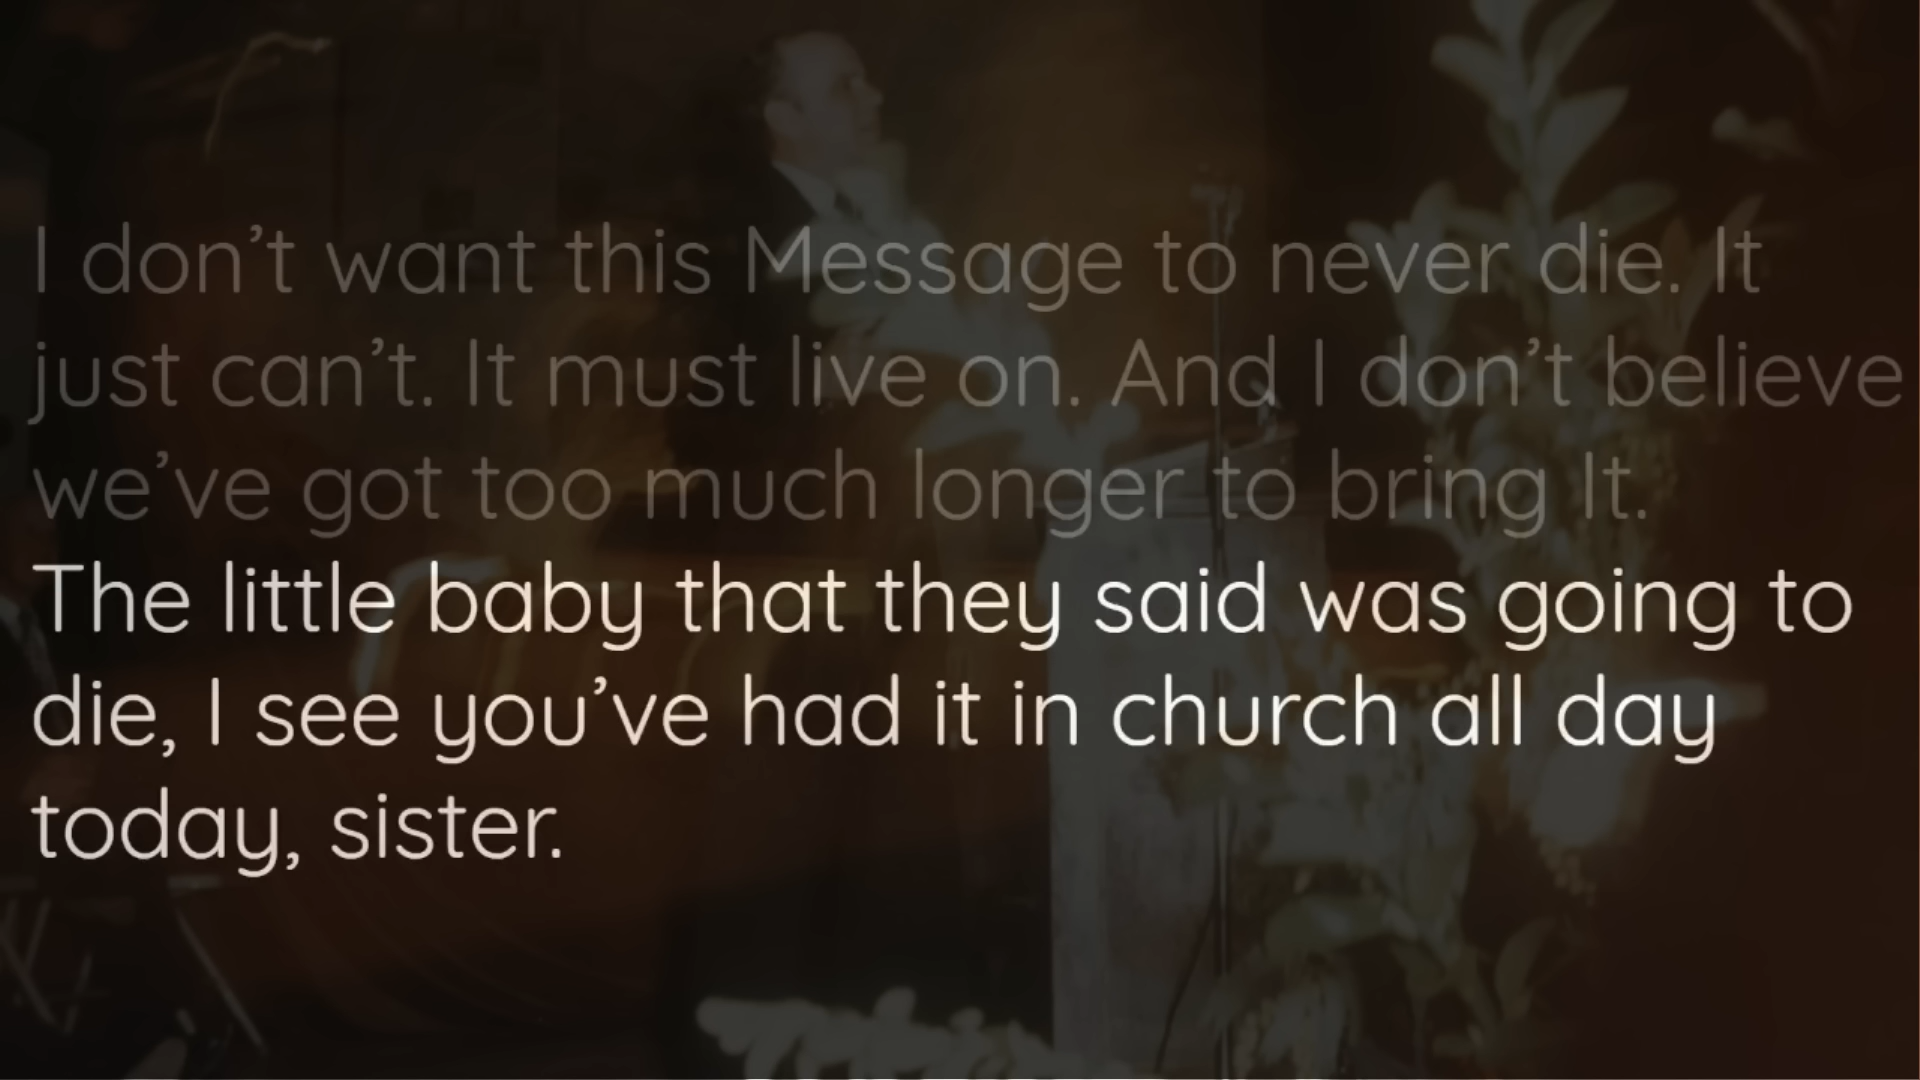 I don’t want this Message to never die. It
just can’t. It must live on. And I don’t believe
we’ve got too much longer to bring It.
The little baby that they said was going to
die, I see you’ve had it in church all day
today, sister.